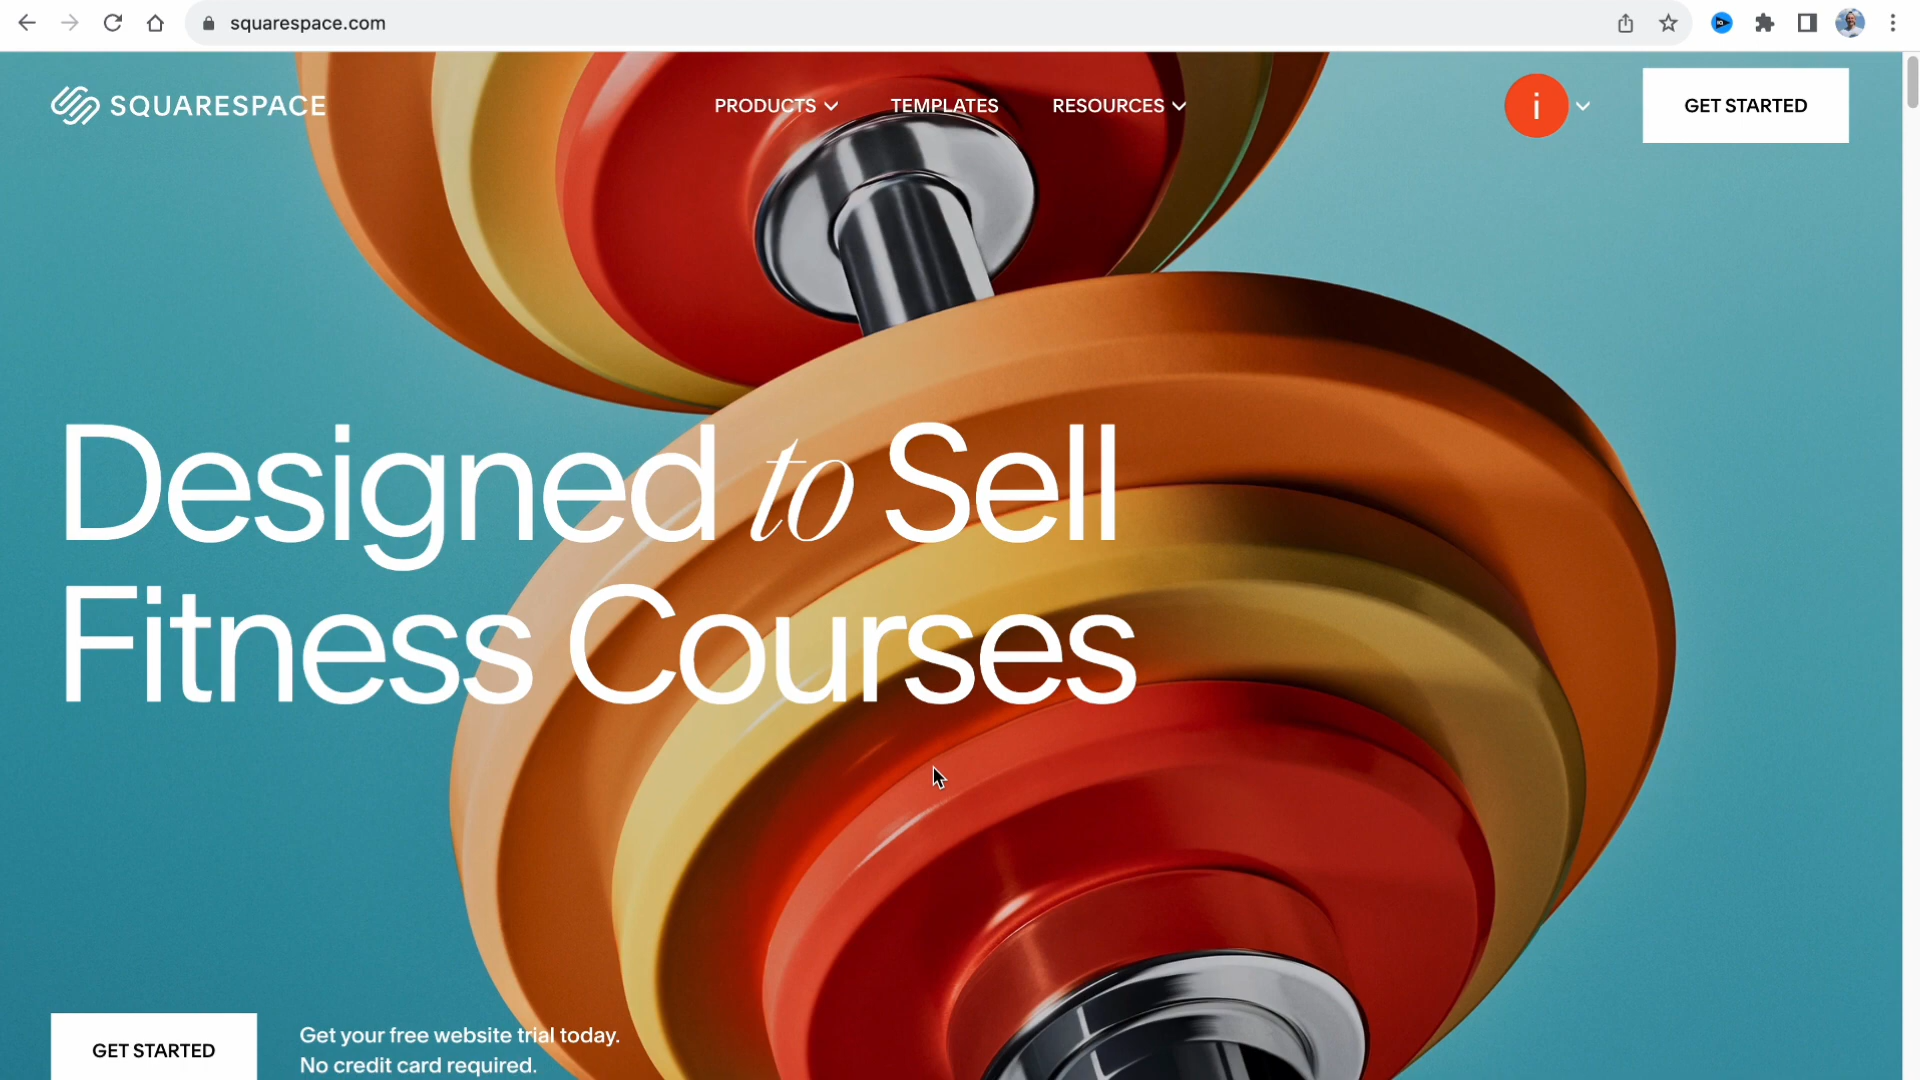 squarespace.com
SQUARESPACE
PRODUCTS
TEMPLATES
RESOURCES
i
GET STARTED
Designed to Sell
Fitness Courses
GET STARTED
Get your free website trial today.
No credit card required.